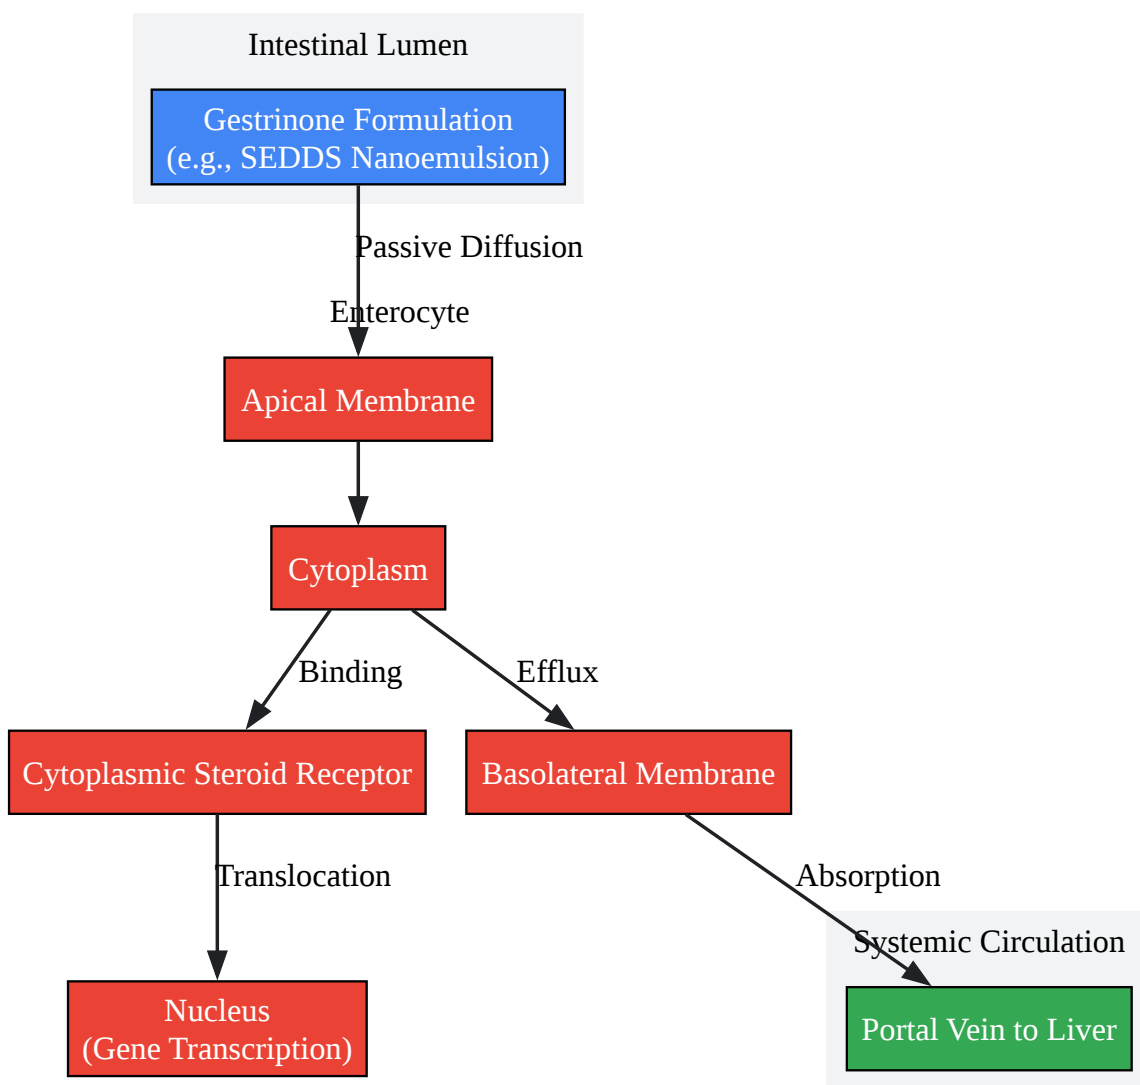 Intestinal Lumen
Gestrinone Formulation
(e.g., SEDDS Nanoemulsion)
Passive Diffusion
Enterocyte
Apical Membrane
Cytoplasm
Binding
Efflux
Cytoplasmic Steroid Receptor
Basolateral Membrane
Translocation
Absorption
Systemic Circulation
Nucleus
(Gene Transcription)
Portal Vein to Liver